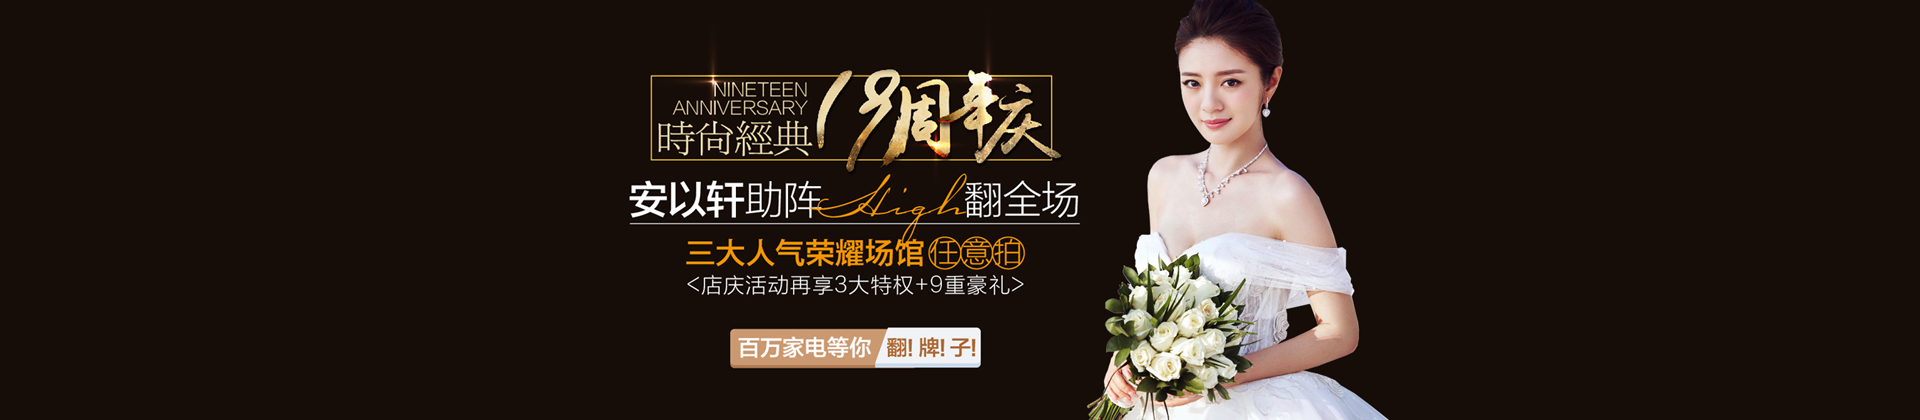 NINETEEN
ANNIVERSARY
時尚經典
19周年庆
安以轩助阵High翻全场
三大人气荣耀场馆任意拍
<店庆活动再享3大特权+9重豪礼>
百万家电等你 翻! 牌! 子!